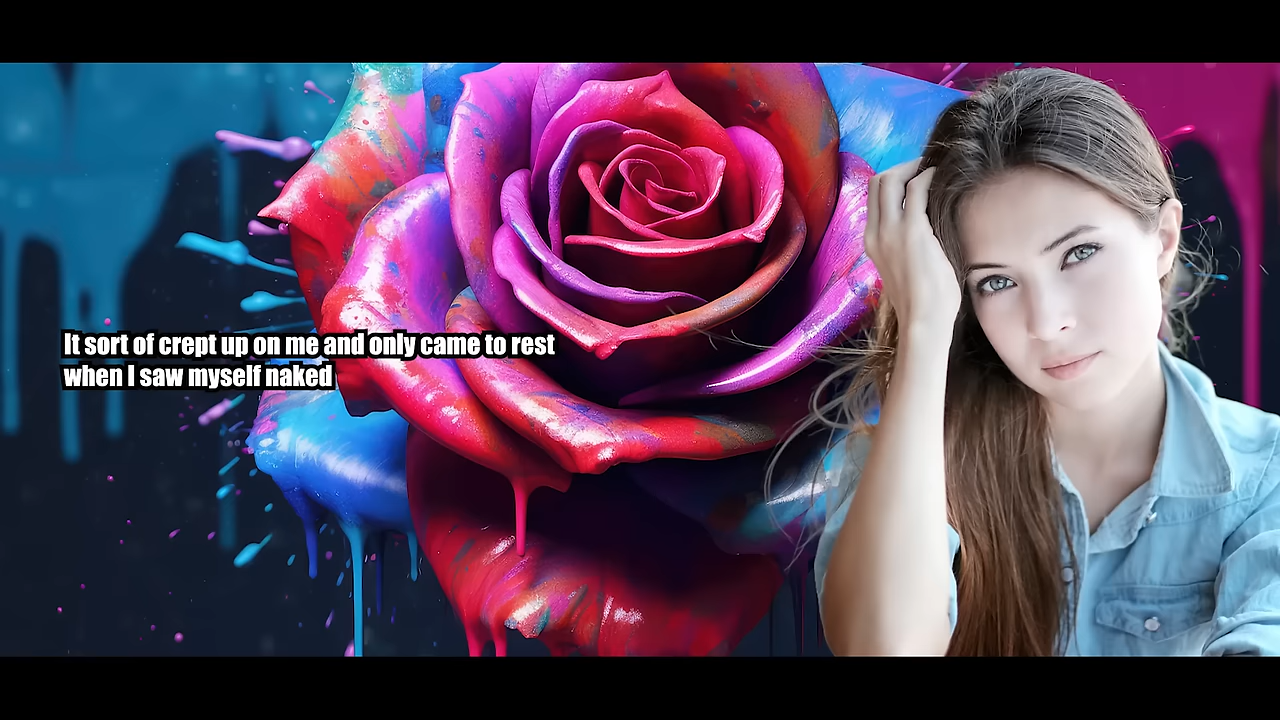 It sort of crept up on me and only came to rest
when I saw myself naked